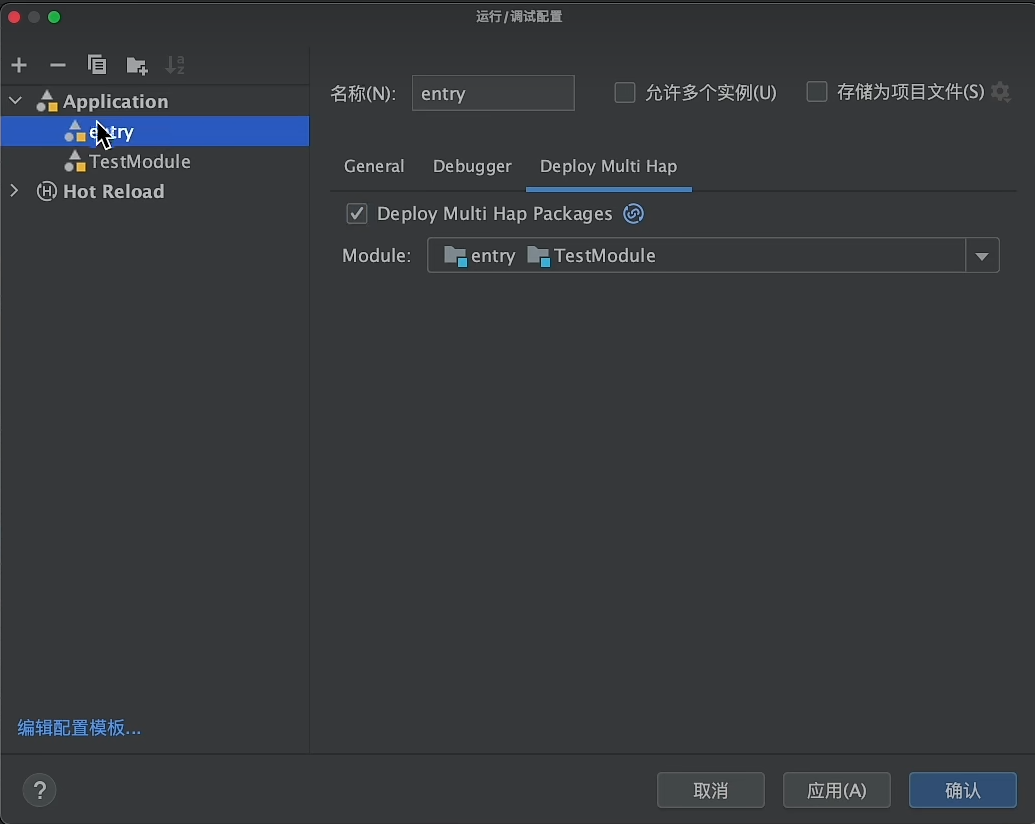 运行/调试配置
Application
entry
TestModule
Hot Reload
编辑配置模板...
名称(N):
entry
允许多个实例(U)
存储为项目文件(S)
General
Debugger
Deploy Multi Hap
Deploy Multi Hap Packages
Module:
entry
TestModule
?
取消
应用(A)
确认